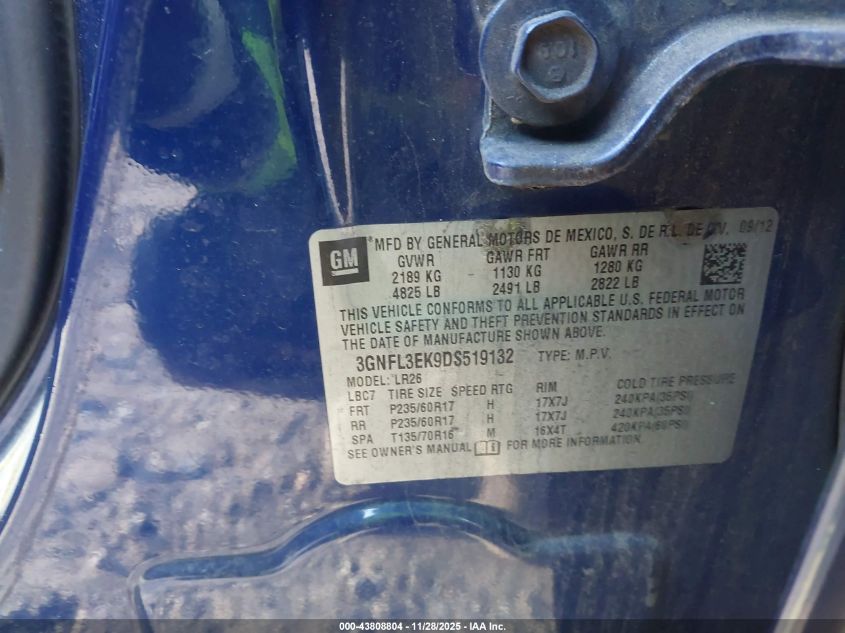 601
5
GM
MFD BY GENERAL MOTORS DE MEXICO, S. DE R.L. DE C.V. 09/12
GVWR GAWR FRT GAWR RR
2189 KG 1130 KG 1280 KG
4825 LB 2491 LB 2822 LB
THIS VEHICLE CONFORMS TO ALL APPLICABLE U.S. FEDERAL MOTOR
VEHICLE SAFETY AND THEFT PREVENTION STANDARDS IN EFFECT ON
THE DATE OF MANUFACTURE SHOWN ABOVE.
3GNFL3EK9DS519132 TYPE: M.P.V.
MODEL: LR26
LBC7 TIRE SIZE SPEED RTG RIM COLD TIRE PRESSURE
FRT P235/60R17 H 17X7J 240KPA(35PSI)
RR P235/60R17 H 17X7J 240KPA(35PSI)
SPA T135/70R16 M 16X4T 420KPA(60PSI)
SEE OWNER'S MANUAL FOR MORE INFORMATION.
000-43808804 - 11/28/2025 - IAA Inc.